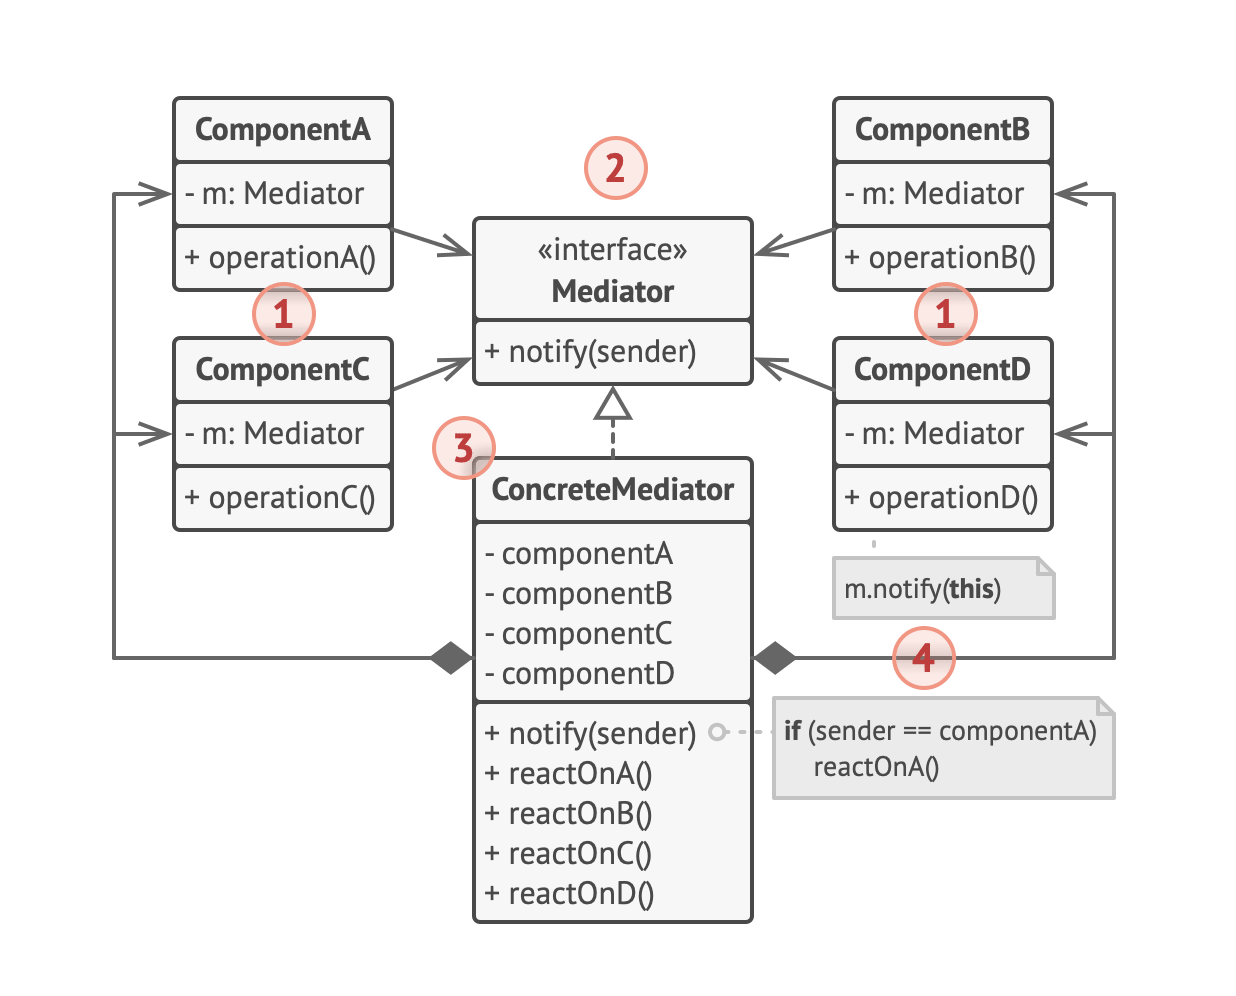 ComponentA
- m: Mediator
+ operationA()
1
ComponentC
- m: Mediator
+ operationC()
2
«interface»
Mediator
+ notify(sender)
ComponentB
- m: Mediator
+ operationB()
1
ComponentD
- m: Mediator
+ operationD()
m.notify(this)
3
ConcreteMediator
- componentA
- componentB
- componentC
- componentD
+ notify(sender)
+ reactOnA()
+ reactOnB()
+ reactOnC()
+ reactOnD()
4
if (sender == componentA)
reactOnA()